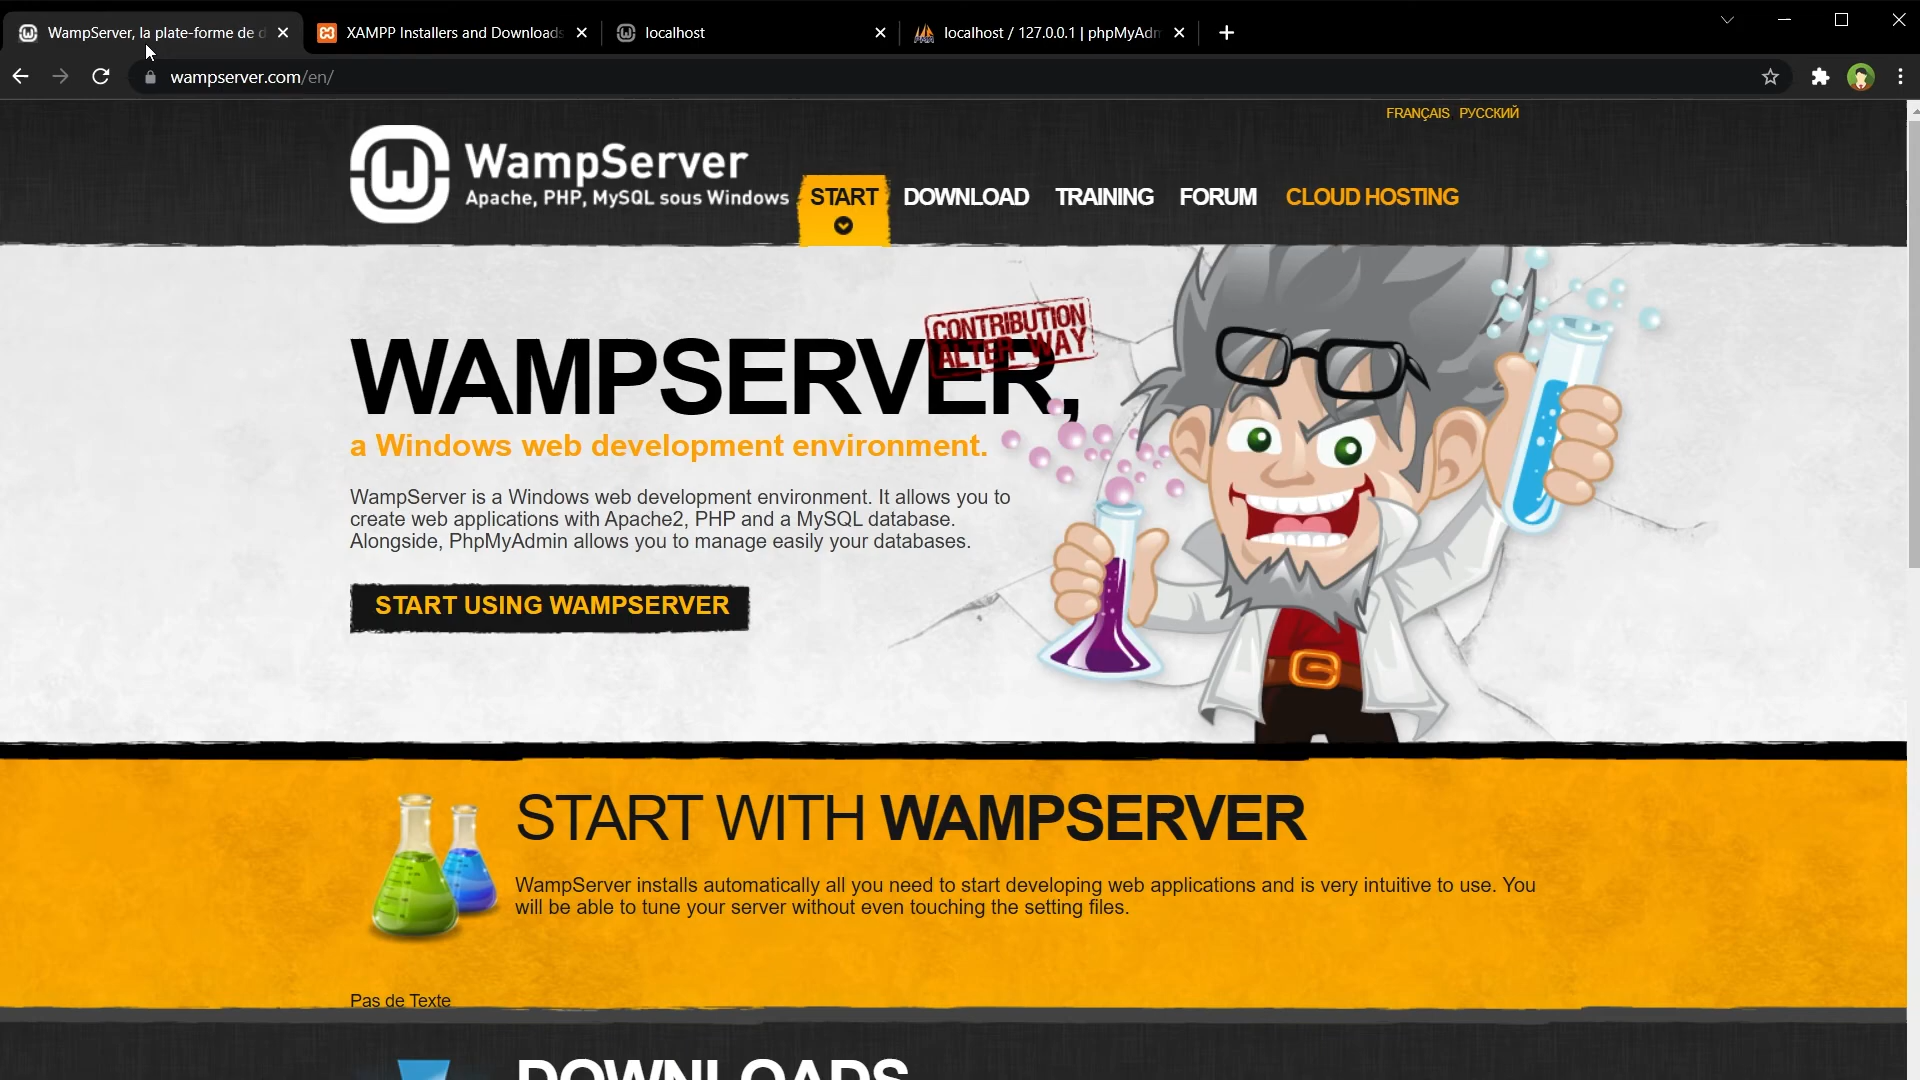 WampServer, la plate-forme de d
XAMPP Installers and Downloads
localhost
localhost / 127.0.0.1 | phpMyAdm
wampserver.com/en/
FRANÇAIS РУССКИЙ
WampServer
Apache, PHP, MySQL sous Windows
START
DOWNLOAD
TRAINING
FORUM
CLOUD HOSTING
CONTRIBUTION
ALTER WAY
WAMPSERVER,
a Windows web development environment.
WampServer is a Windows web development environment. It allows you to
create web applications with Apache2, PHP and a MySQL database.
Alongside, PhpMyAdmin allows you to manage easily your databases.
START USING WAMPSERVER
START WITH WAMPSERVER
WampServer installs automatically all you need to start developing web applications and is very intuitive to use. You
will be able to tune your server without even touching the setting files.
Pas de Texte
DOWNLOADS